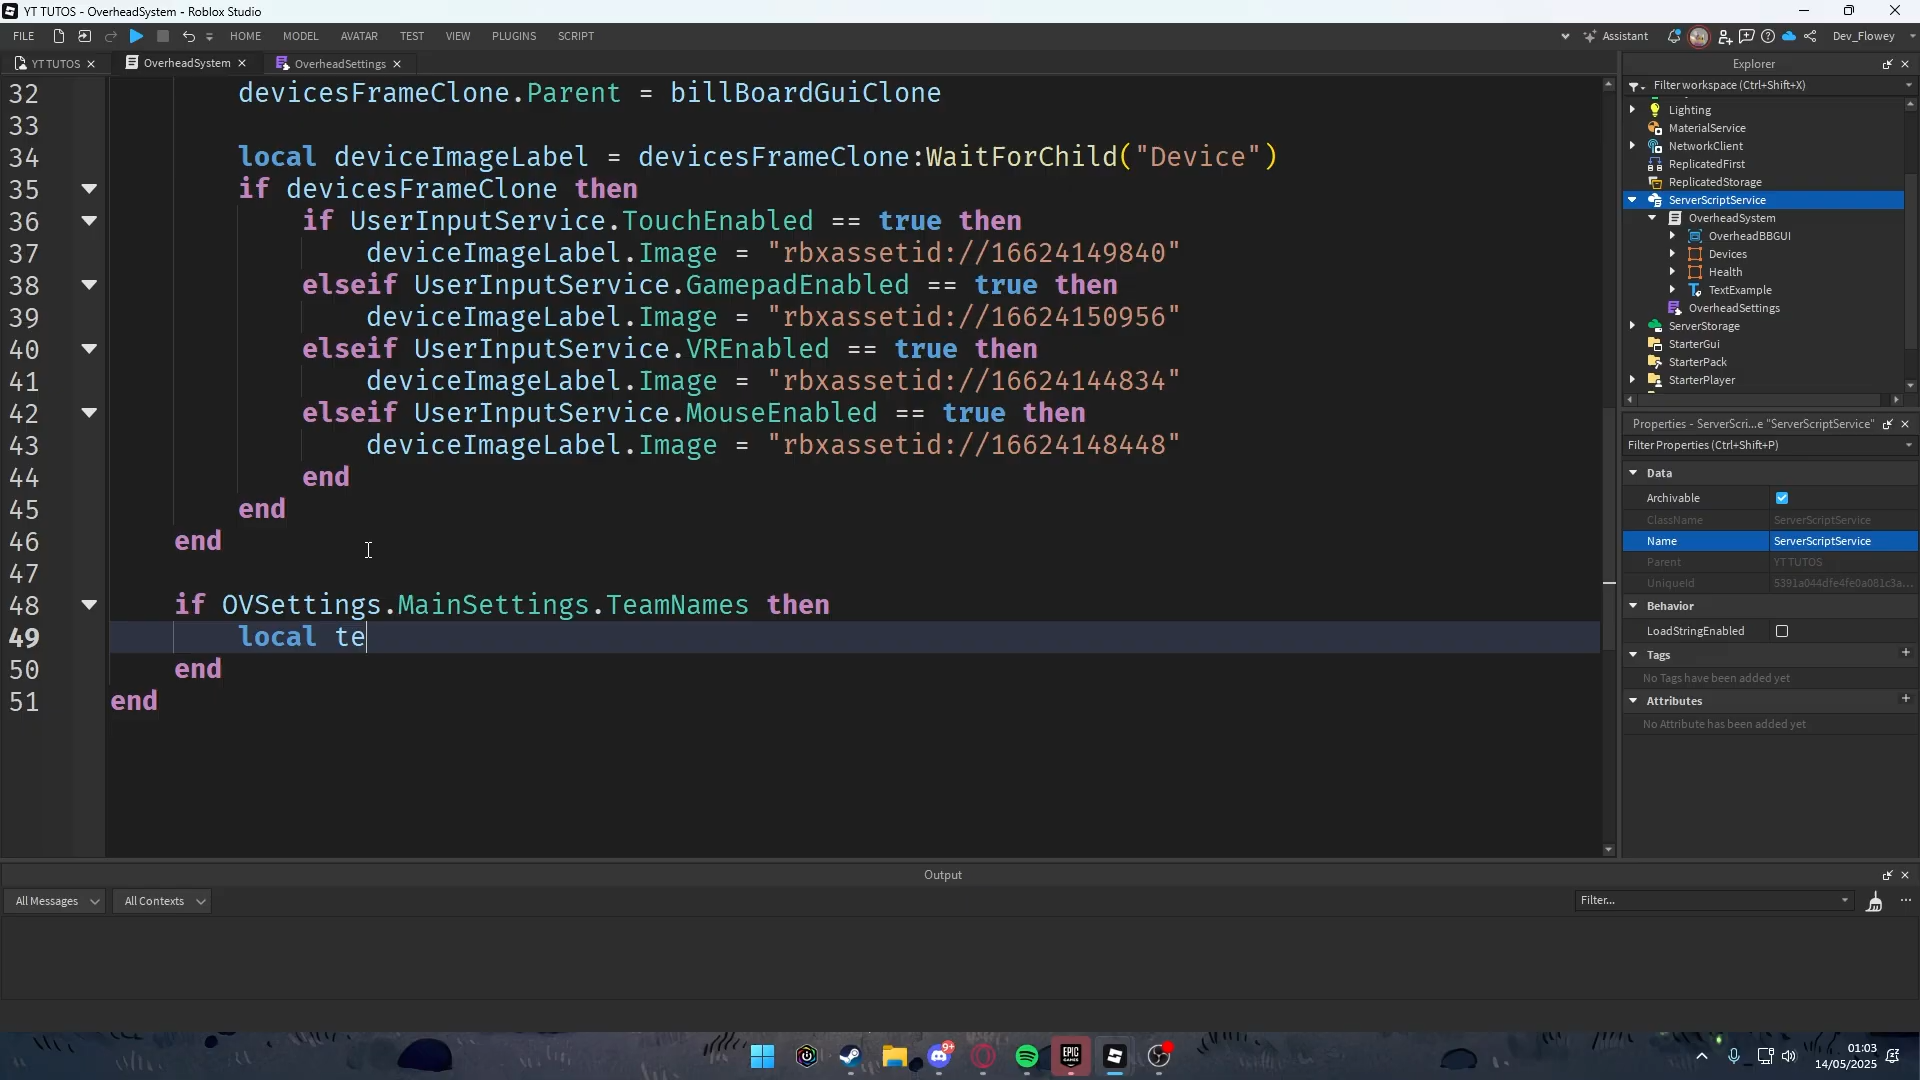 YT TUTOS - OverheadSystem - Roblox Studio
FILE HOME MODEL AVATAR TEST VIEW PLUGINS SCRIPT Assistant Dev_Flowey
YT TUTOS OverheadSystem OverheadSettings
32 devicesFrameClone.Parent = billBoardGuiClone
33
34 local deviceImageLabel = devicesFrameClone:WaitForChild("Device")
35 if devicesFrameClone then
36 if UserInputService.TouchEnabled == true then
37 deviceImageLabel.Image = "rbxassetid://16624149840"
38 elseif UserInputService.GamepadEnabled == true then
39 deviceImageLabel.Image = "rbxassetid://16624150956"
40 elseif UserInputService.VREnabled == true then
41 deviceImageLabel.Image = "rbxassetid://16624144834"
42 elseif UserInputService.MouseEnabled == true then
43 deviceImageLabel.Image = "rbxassetid://16624148448"
44 end
45 end
46 end
47
48 if OVSettings.MainSettings.TeamNames then
49 local te
50 end
51 end
Explorer
Filter workspace (Ctrl+Shift+X)
Lighting
MaterialService
NetworkClient
ReplicatedFirst
ReplicatedStorage
ServerScriptService
OverheadSystem
OverheadBBGUI
Devices
Health
TextExample
OverheadSettings
ServerStorage
StarterGui
StarterPack
StarterPlayer
Properties - ServerScri...e "ServerScriptService"
Filter Properties (Ctrl+Shift+P)
Data
Archivable
ClassName ServerScriptService
Name ServerScriptService
Parent YT TUTOS
UniqueId 5391a044dfe4fe0a081c3a...
Behavior
LoadStringEnabled
Tags
No Tags have been added yet
Attributes
No Attribute has been added yet
Output
All Messages All Contexts Filter...
9+
EPIC GAMES
01:03
14/05/2025